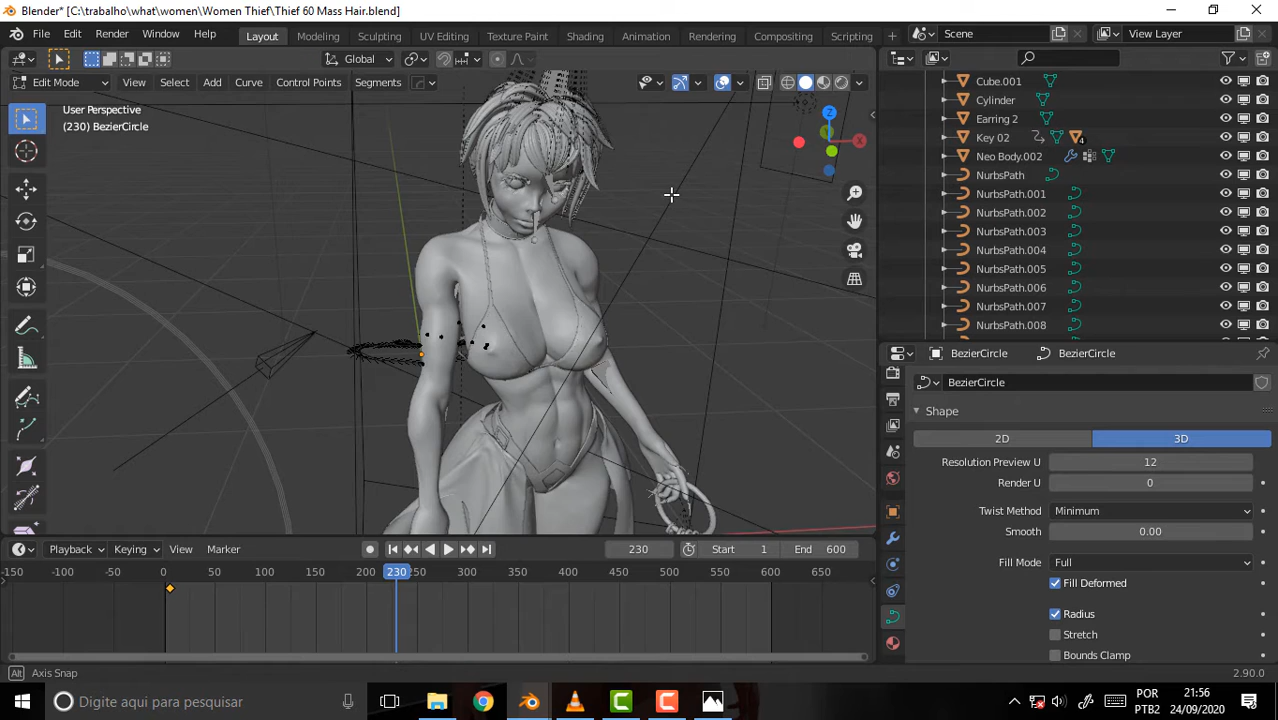 Blender* [C:\trabalho\what\women\Women Thief\Thief 60 Mass Hair.blend]
File Edit Render Window Help Layout Modeling Sculpting UV Editing Texture Paint Shading Animation Rendering Compositing Scripting Scene View Layer
Global
Edit Mode View Select Add Curve Control Points Segments
User Perspective
(230) BezierCircle
Z
Cube.001
Cylinder
Earring 2
Key 02 4
Neo Body.002
NurbsPath
NurbsPath.001
NurbsPath.002
NurbsPath.003
NurbsPath.004
NurbsPath.005
NurbsPath.006
NurbsPath.007
NurbsPath.008
BezierCircle BezierCircle
BezierCircle
Shape
2D 3D
Resolution Preview U 12
Render U 0
Twist Method Minimum
Smooth 0.00
Fill Mode Full
Fill Deformed
Radius
Stretch
Bounds Clamp
Playback Keying View Marker 230 Start 1 End 600
-150 -100 -50 0 50 100 150 200 230 250 300 350 400 450 500 550 600 650
Alt Axis Snap 2.90.0
Digite aqui para pesquisar
POR
PTB2
21:56
24/09/2020